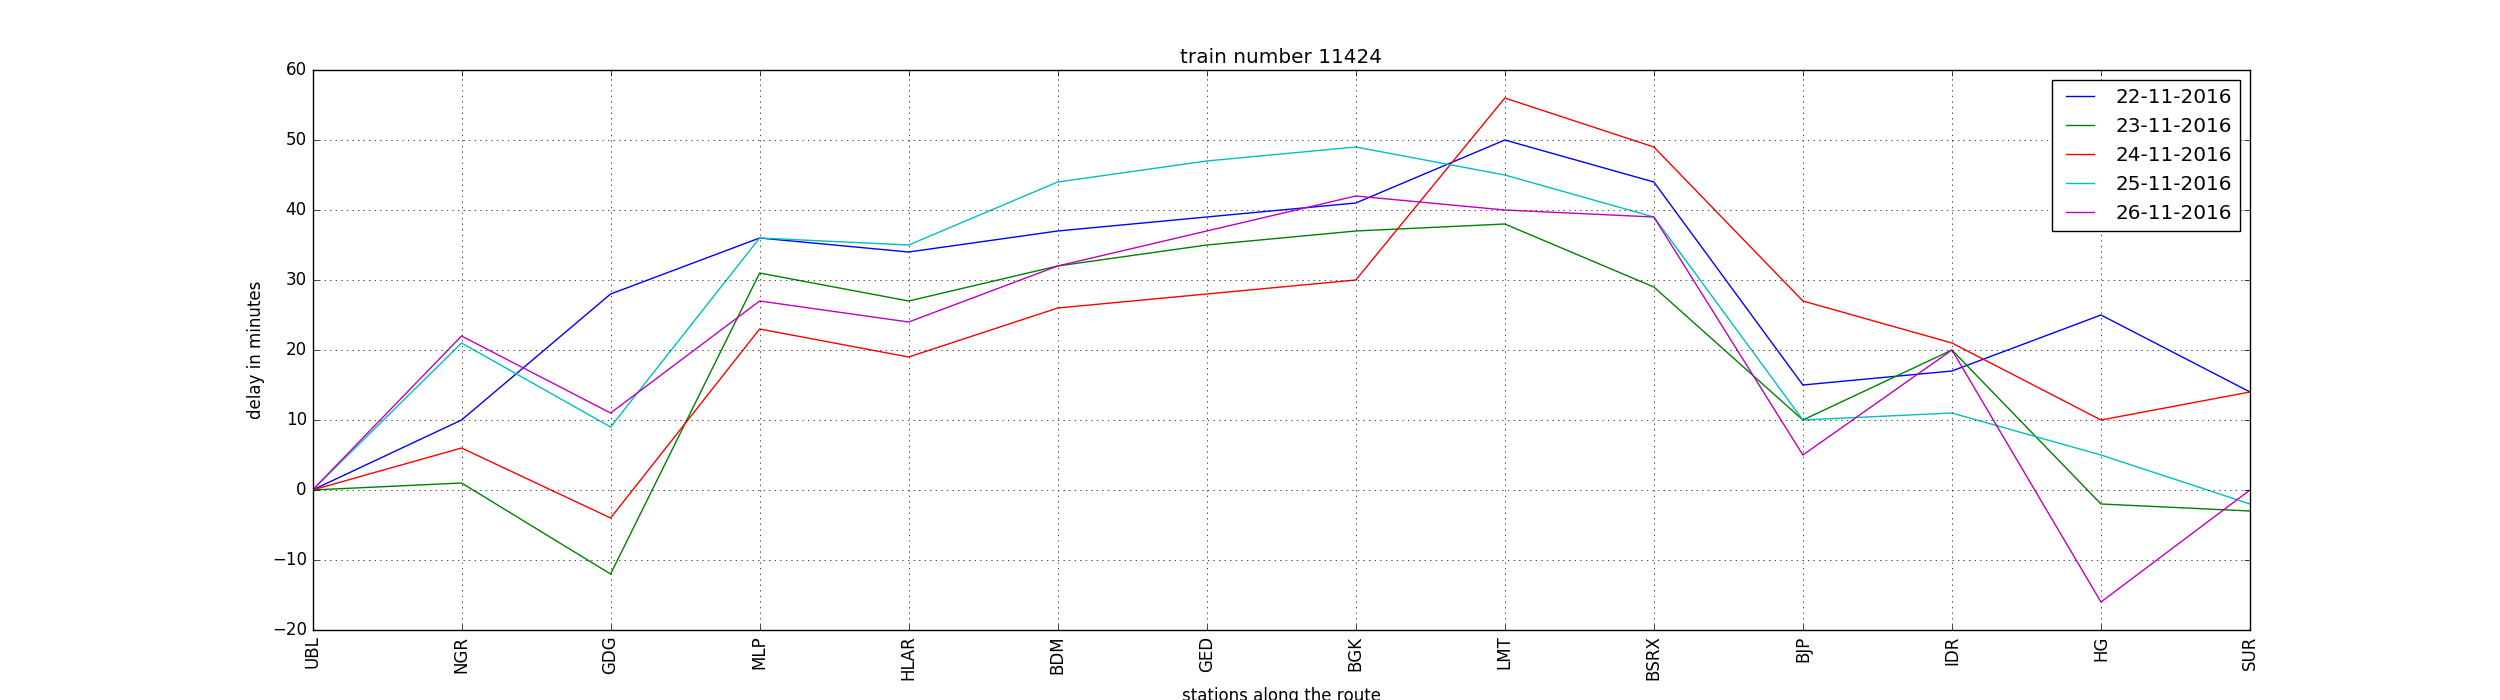 train number 11424
60
50
40
30
20
10
0
−10
−20
delay in minutes
22-11-2016
23-11-2016
24-11-2016
25-11-2016
26-11-2016
UBL
NGR
GDG
MLP
HLAR
BDM
GED
BGK
LMT
BSRX
BJP
IDR
HG
SUR
stations along the route